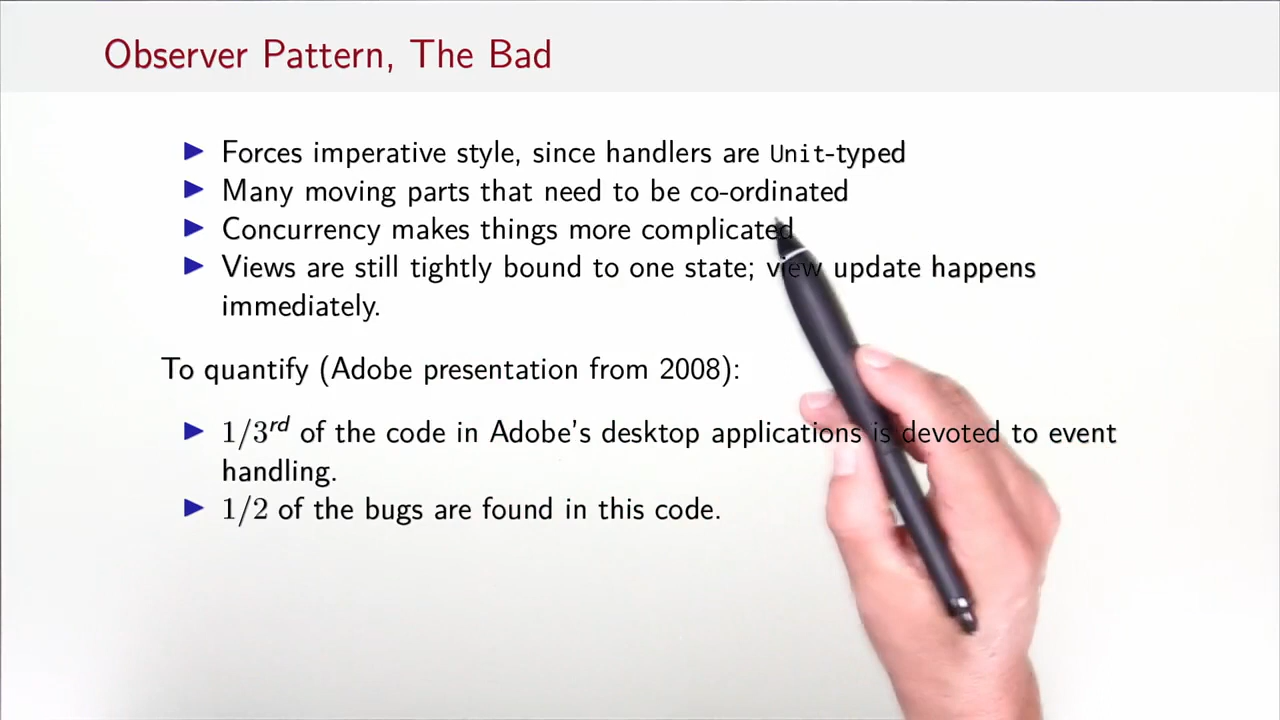 Observer Pattern, The Bad
▶ Forces imperative style, since handlers are Unit-typed
▶ Many moving parts that need to be co-ordinated
▶ Concurrency makes things more complicated
▶ Views are still tightly bound to one state; view update happens
immediately.
To quantify (Adobe presentation from 2008):
▶ 1/3rd of the code in Adobe's desktop applications is devoted to event
handling.
▶ 1/2 of the bugs are found in this code.